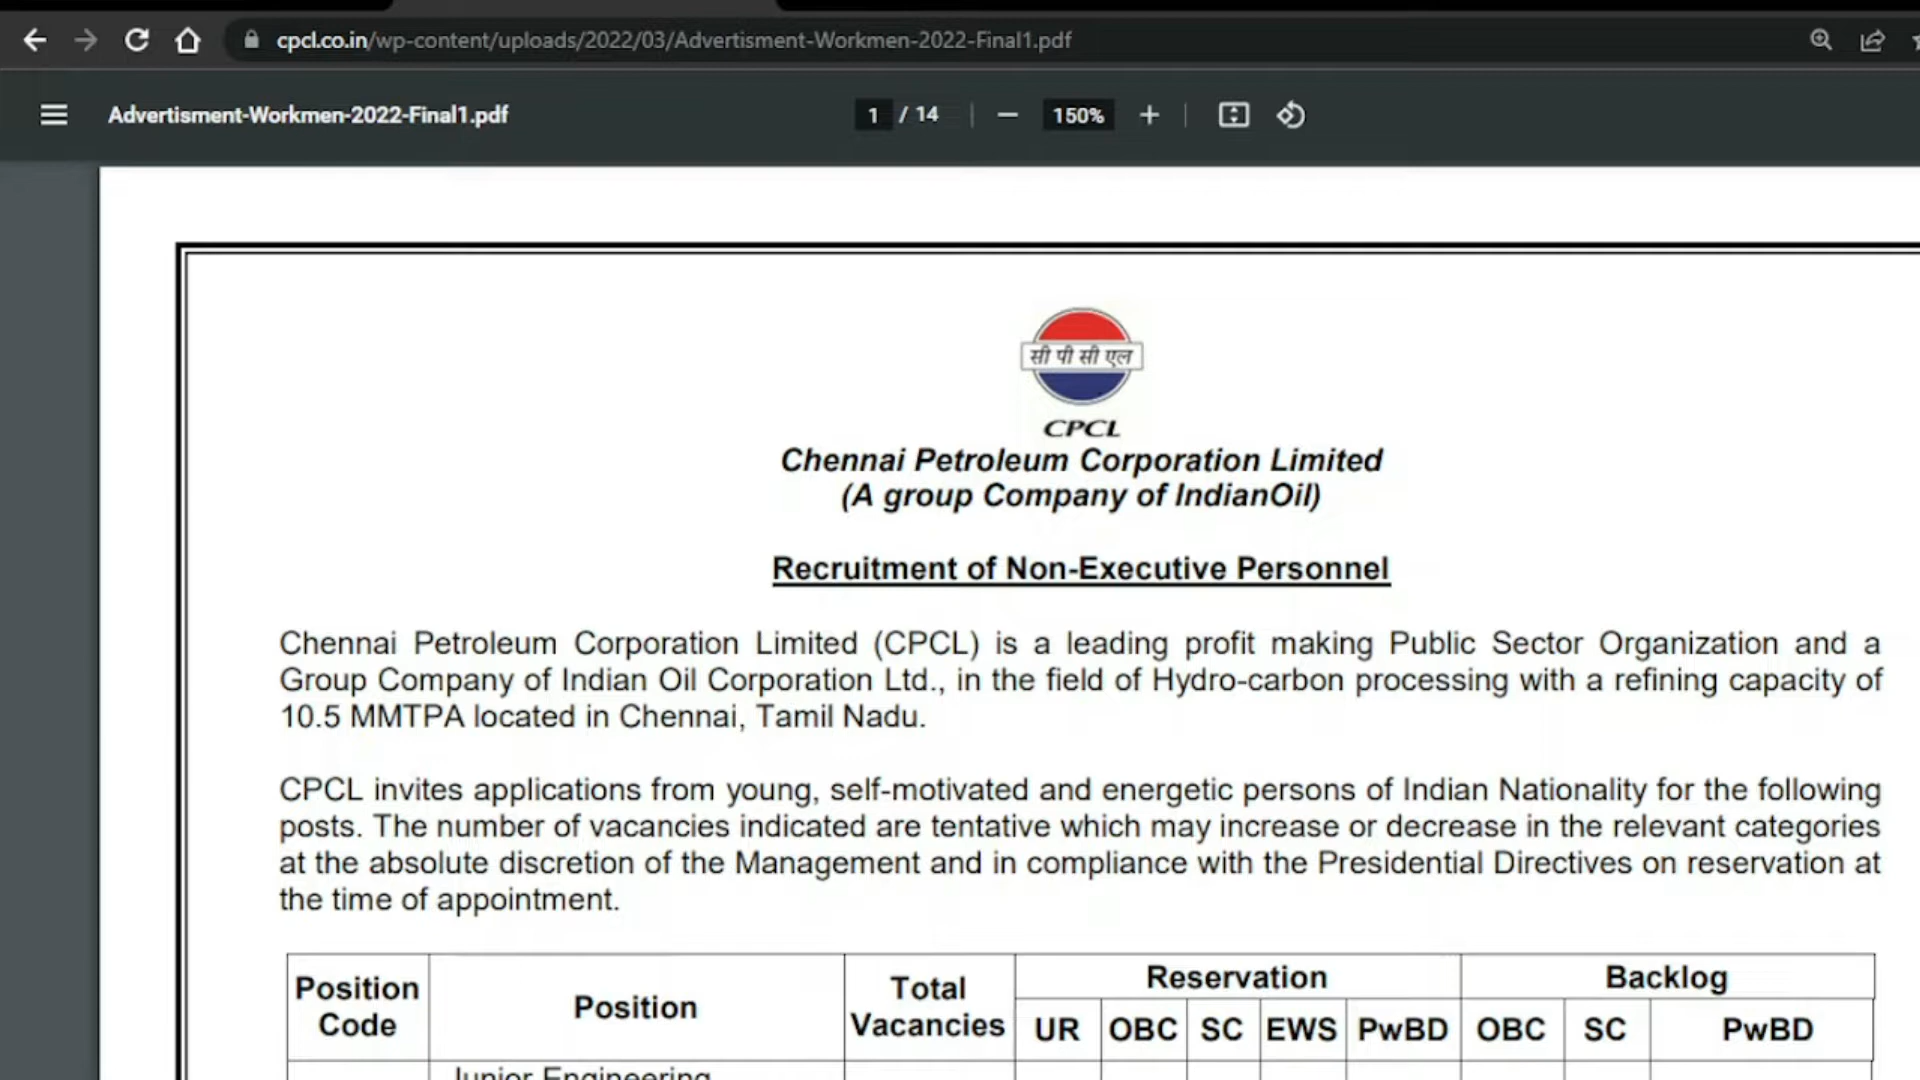 cpcl.co.in/wp-content/uploads/2022/03/Advertisment-Workmen-2022-Final1.pdf
Advertisment-Workmen-2022-Final1.pdf
1 / 14
150%
सी पी सी एल
CPCL
Chennai Petroleum Corporation Limited
(A group Company of IndianOil)
Recruitment of Non-Executive Personnel
Chennai Petroleum Corporation Limited (CPCL) is a leading profit making Public Sector Organization and a
Group Company of Indian Oil Corporation Ltd., in the field of Hydro-carbon processing with a refining capacity of
10.5 MMTPA located in Chennai, Tamil Nadu.
CPCL invites applications from young, self-motivated and energetic persons of Indian Nationality for the following
posts. The number of vacancies indicated are tentative which may increase or decrease in the relevant categories
at the absolute discretion of the Management and in compliance with the Presidential Directives on reservation at
the time of appointment.
Position Code
Position
Total Vacancies
Reservation
Backlog
UR OBC SC EWS PwBD OBC SC PwBD
Junior Engineering